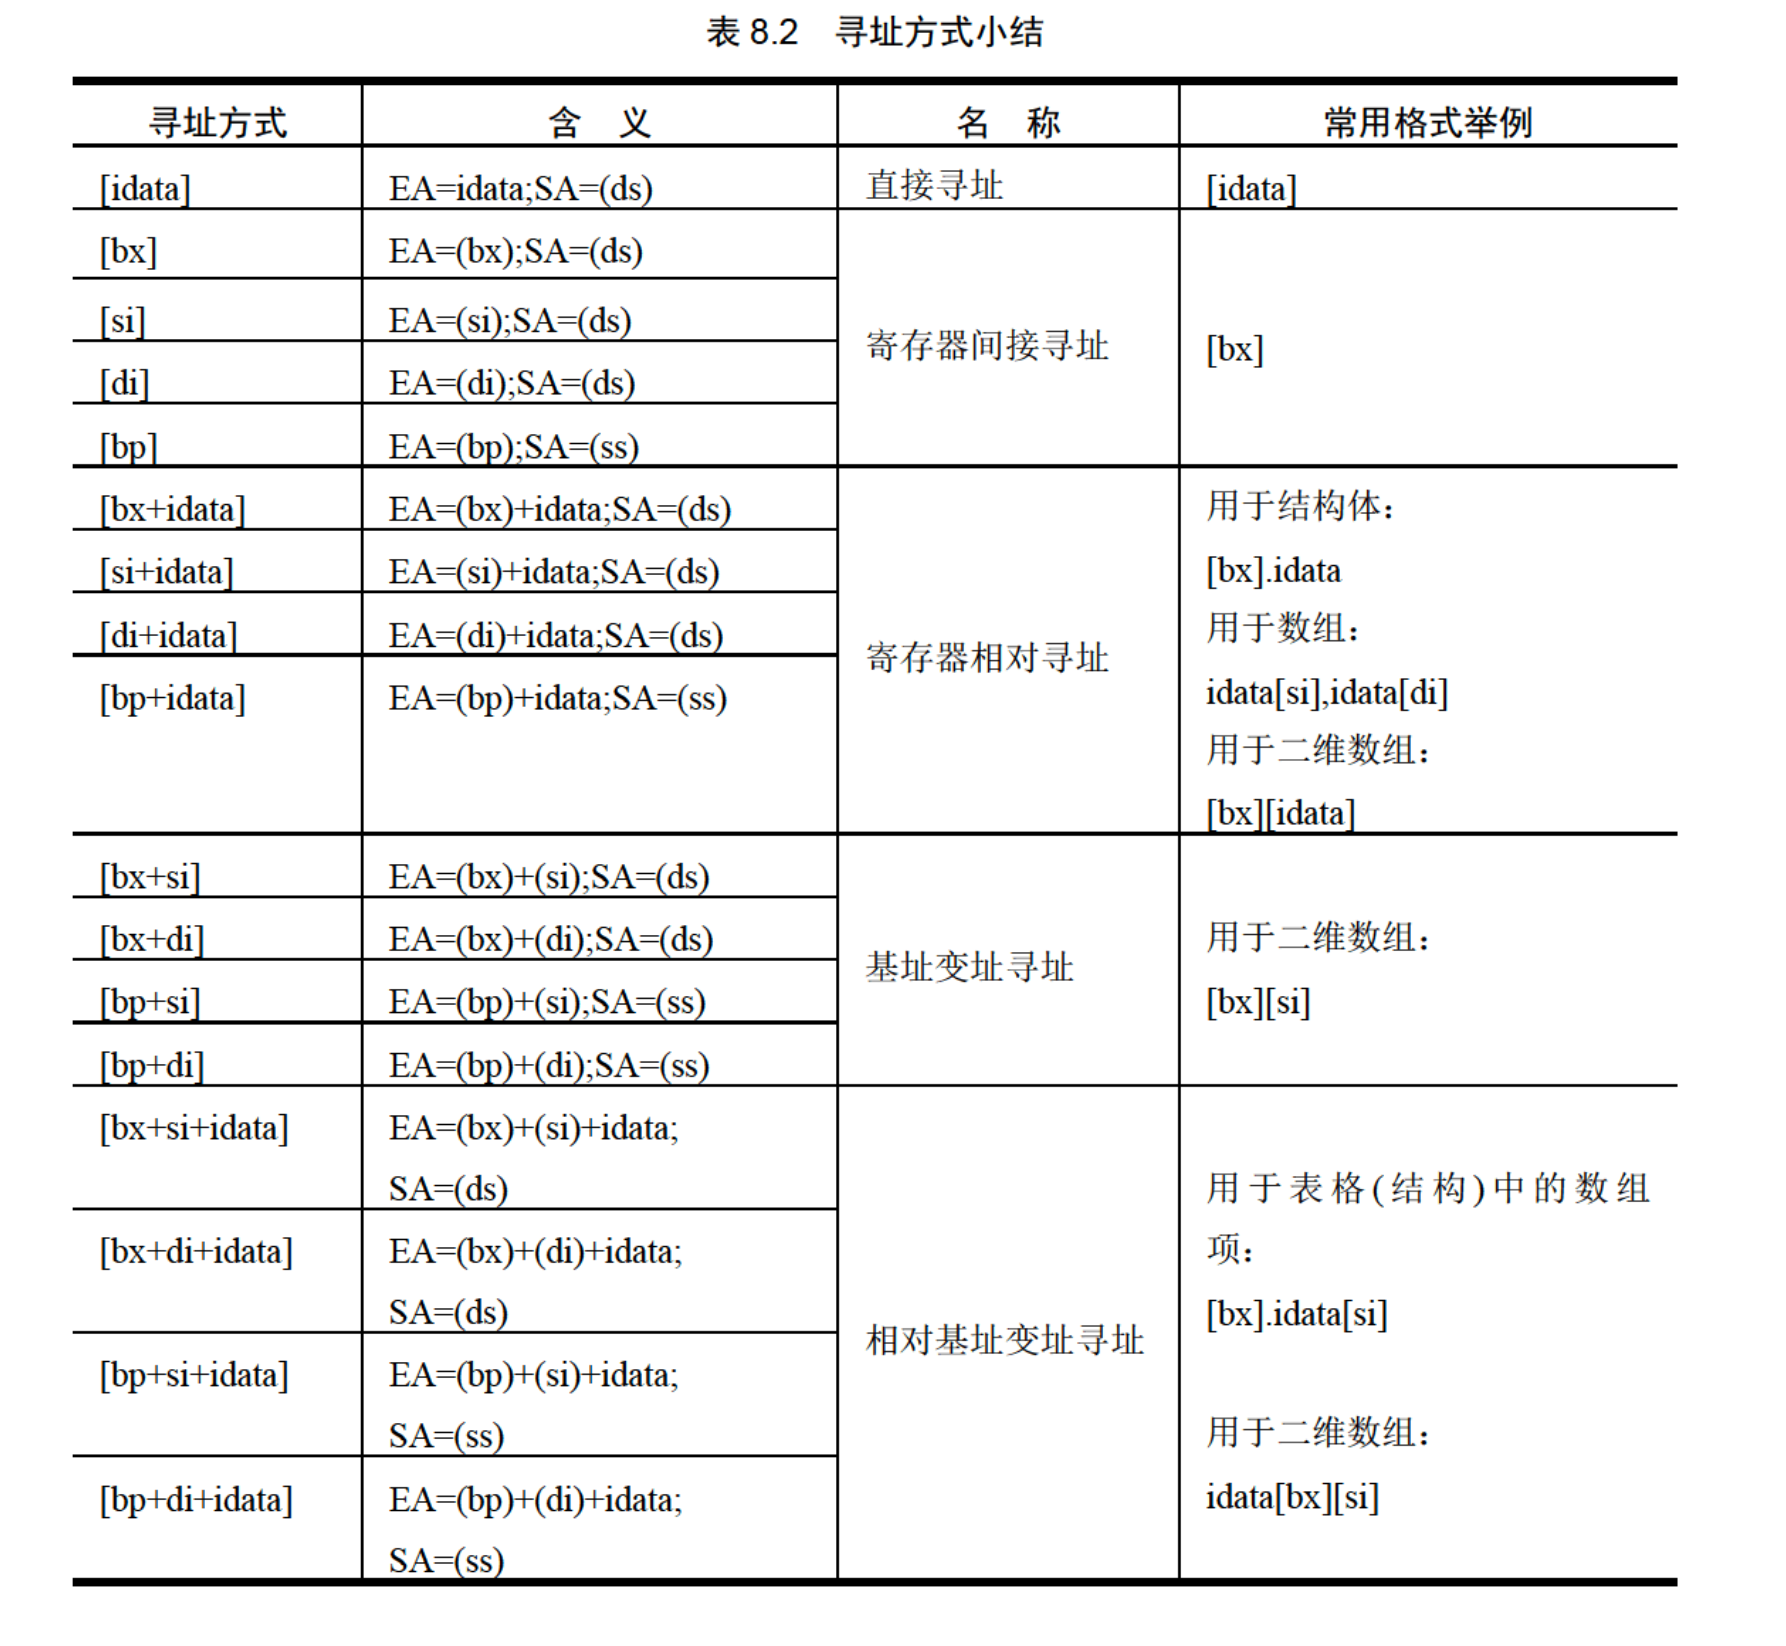 表 8.2 寻址方式小结
寻址方式 含 义 名 称 常用格式举例
[idata] EA=idata;SA=(ds) 直接寻址 [idata]
[bx] EA=(bx);SA=(ds)
[si] EA=(si);SA=(ds)
寄存器间接寻址 [bx]
[di] EA=(di);SA=(ds)
[bp] EA=(bp);SA=(ss)
[bx+idata] EA=(bx)+idata;SA=(ds) 用于结构体：
[si+idata] EA=(si)+idata;SA=(ds) [bx].idata
[di+idata] EA=(di)+idata;SA=(ds) 用于数组：
寄存器相对寻址
[bp+idata] EA=(bp)+idata;SA=(ss) idata[si],idata[di]
用于二维数组：
[bx][idata]
[bx+si] EA=(bx)+(si);SA=(ds)
[bx+di] EA=(bx)+(di);SA=(ds) 用于二维数组：
基址变址寻址
[bp+si] EA=(bp)+(si);SA=(ss) [bx][si]
[bp+di] EA=(bp)+(di);SA=(ss)
[bx+si+idata] EA=(bx)+(si)+idata;
SA=(ds) 用于表格(结构)中的数组
[bx+di+idata] EA=(bx)+(di)+idata; 项：
SA=(ds) [bx].idata[si]
相对基址变址寻址
[bp+si+idata] EA=(bp)+(si)+idata;
SA=(ss) 用于二维数组：
[bp+di+idata] EA=(bp)+(di)+idata; idata[bx][si]
SA=(ss)